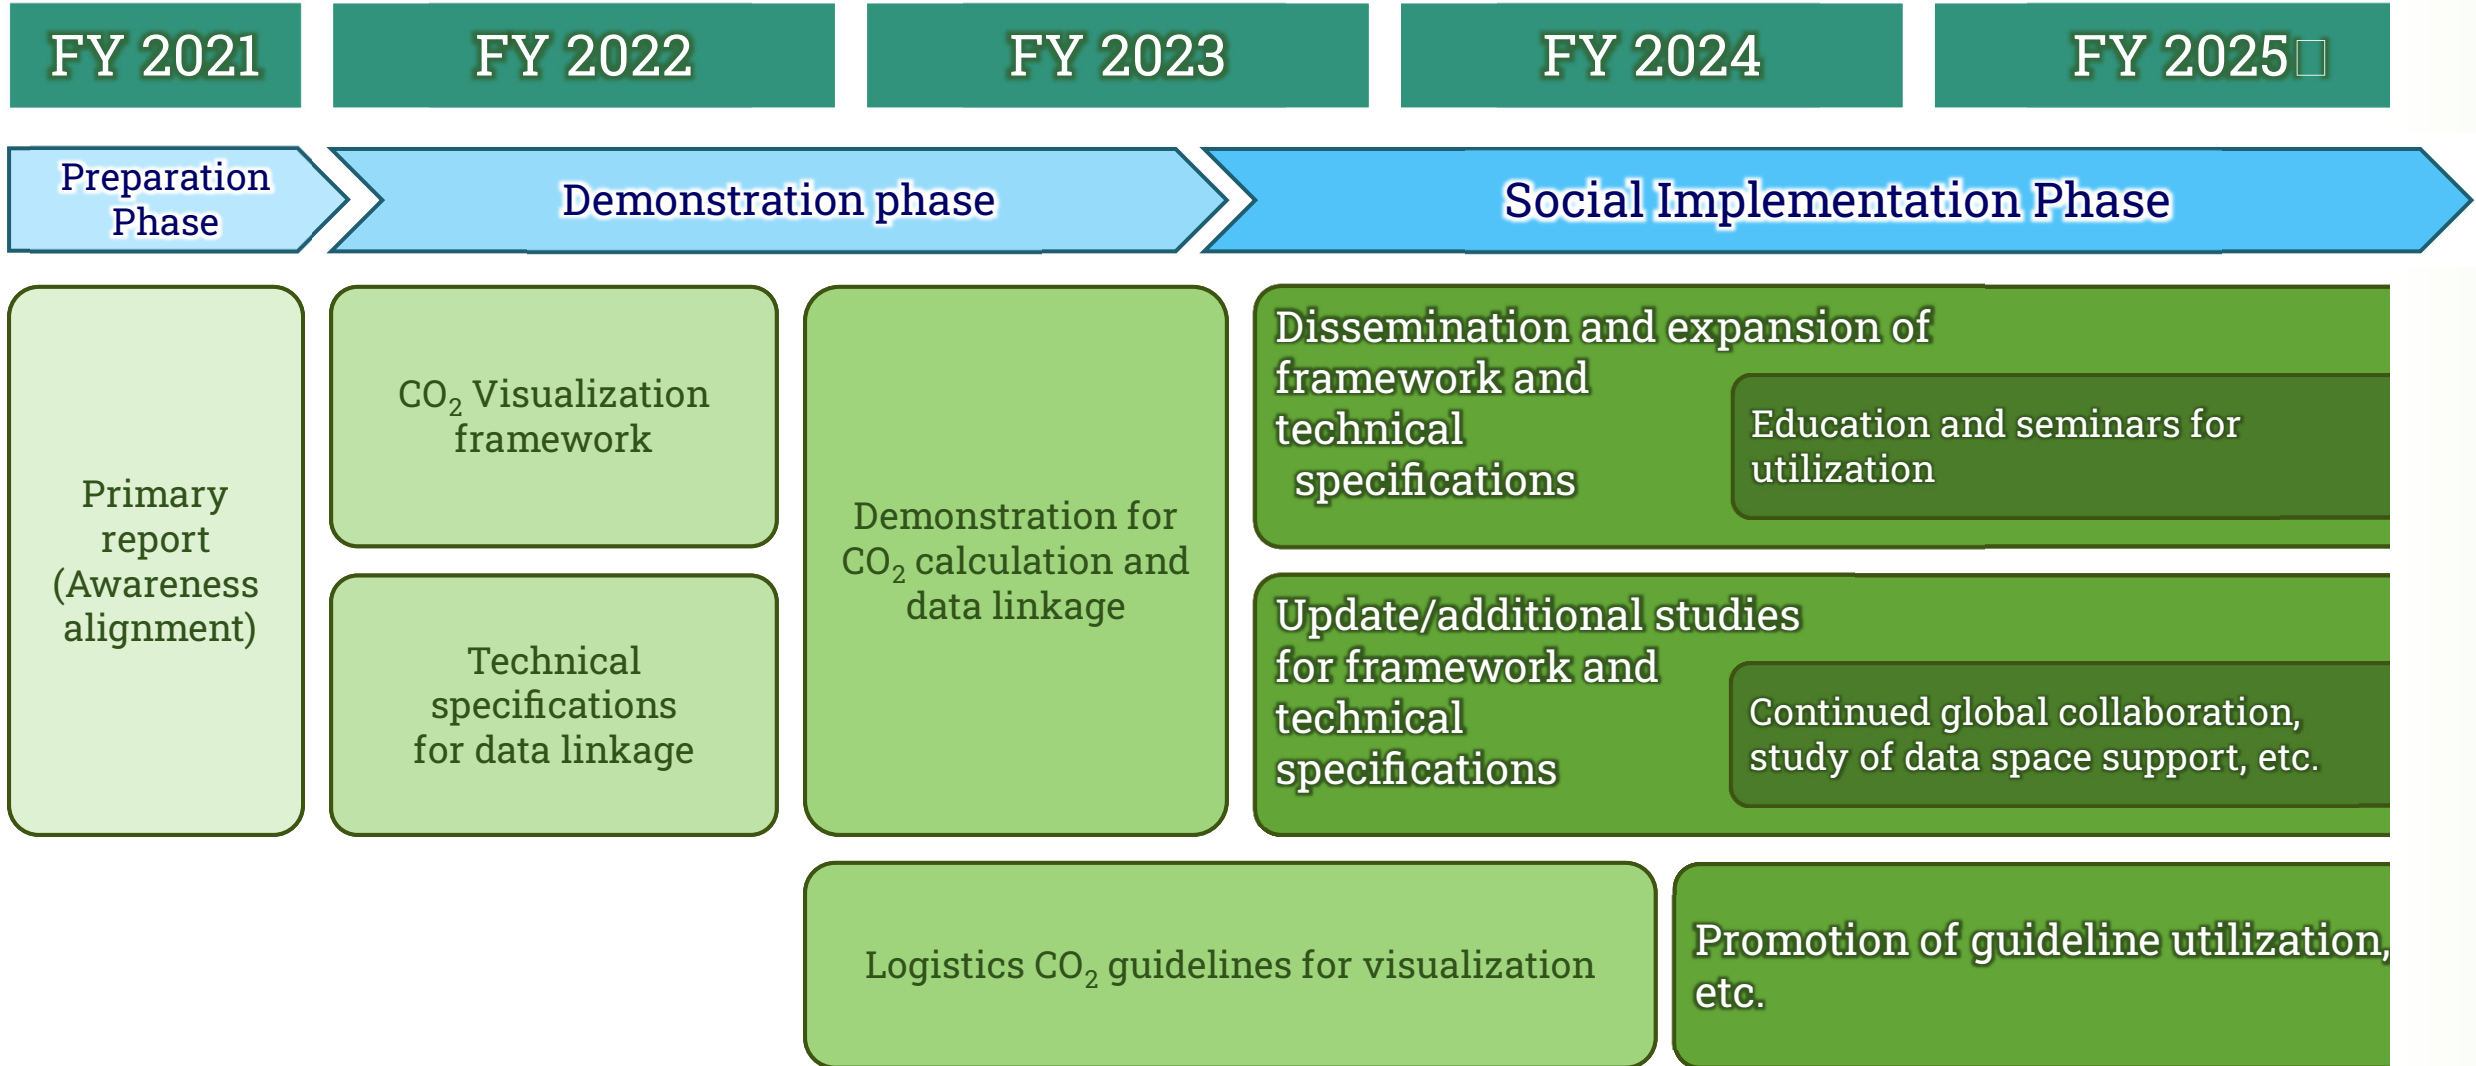 FY 2021
FY 2022
FY 2023
FY 2024
FY 2025
Preparation
Phase
Demonstration phase
Social Implementation Phase
Primary
report
(Awareness
alignment)
CO₂ Visualization
framework
Technical
specifications
for data linkage
Demonstration for
CO₂ calculation and
data linkage
Dissemination and expansion of
framework and
technical
specifications
Education and seminars for
utilization
Update/additional studies
for framework and
technical
specifications
Continued global collaboration,
study of data space support, etc.
Logistics CO₂ guidelines for visualization
Promotion of guideline utilization,
etc.